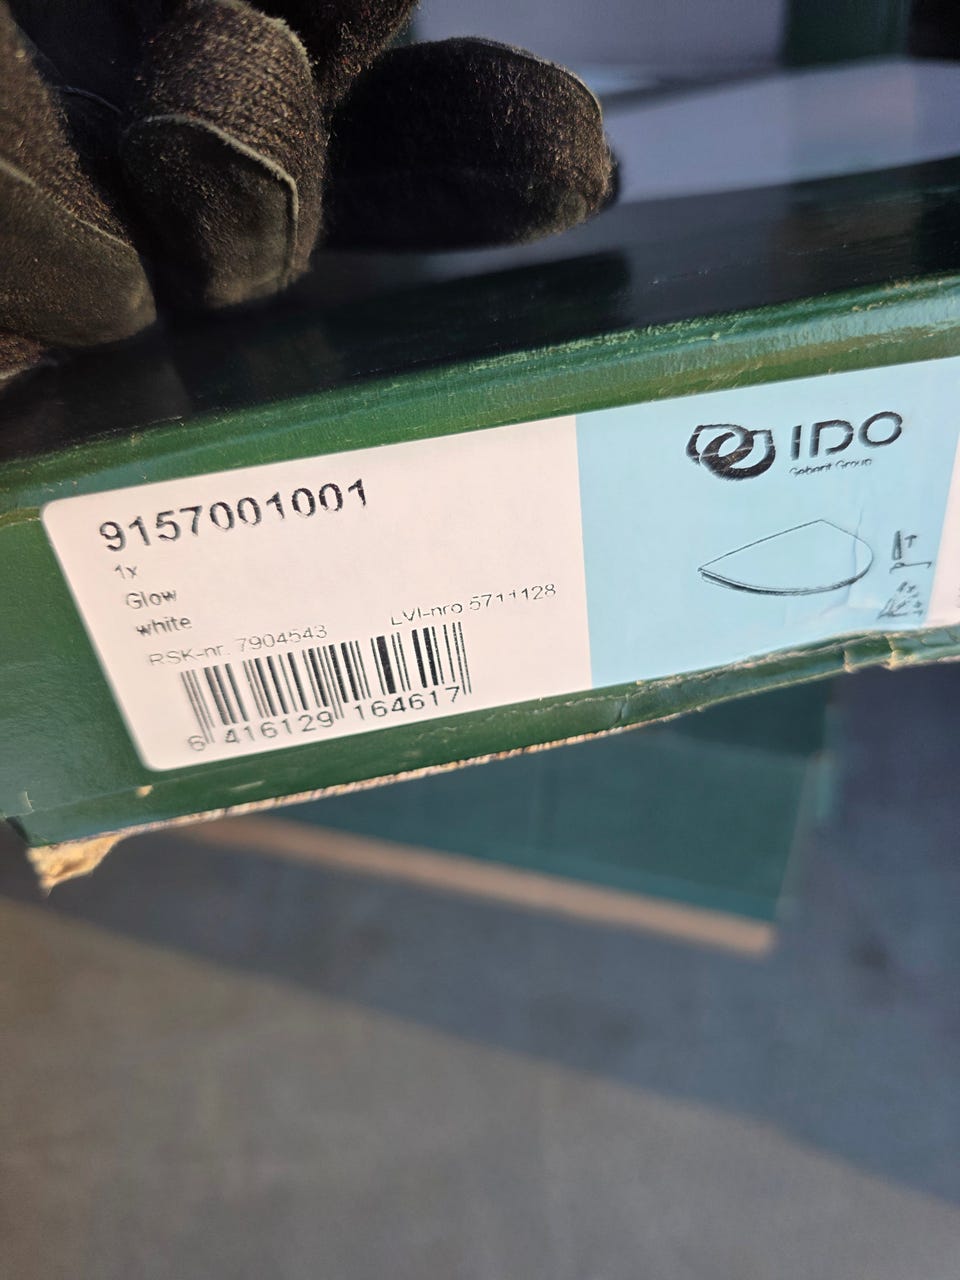 9157001001
1x
Glow
white
RSK-nr. 7904543
LVI-nro 5711128
6 416129 164617
IDO
Geberit Group